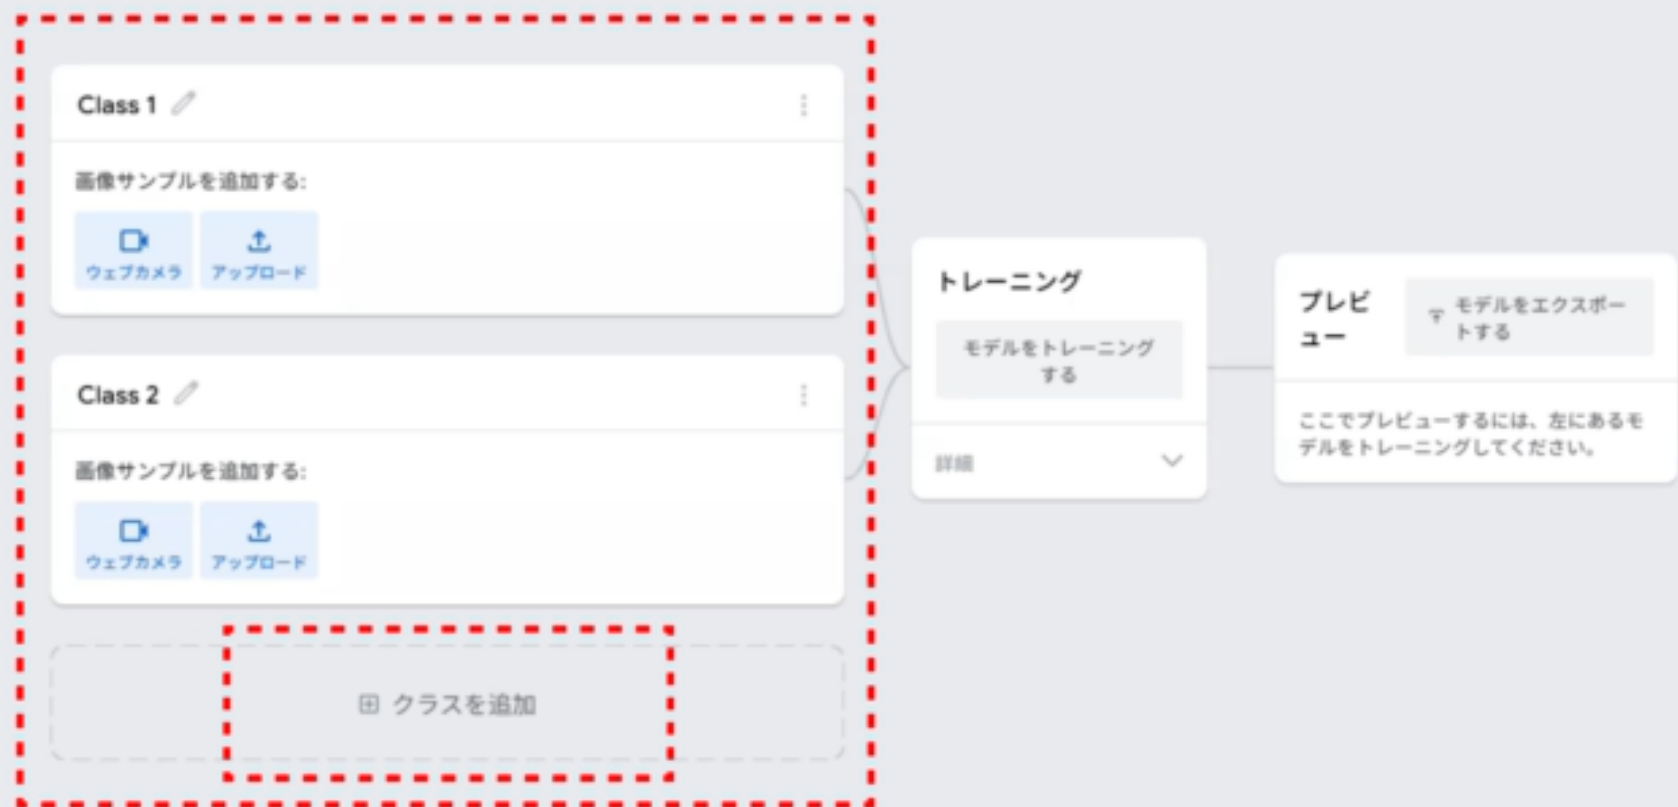 Class 1
画像サンプルを追加する:
ウェブカメラ
アップロード
Class 2
画像サンプルを追加する:
ウェブカメラ
アップロード
クラスを追加
トレーニング
モデルをトレーニング
する
詳細
プレビ
ュー
モデルをエクスポー
トする
ここでプレビューするには、左にあるモ
デルをトレーニングしてください。